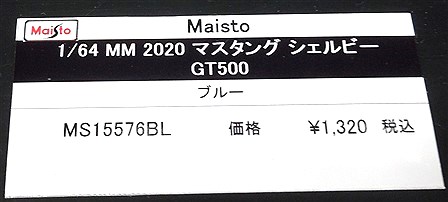 Maisto Maisto
1/64 MM 2020 マスタング シェルビー
GT500
ブルー
MS15576BL 価格 ¥1,320 税込